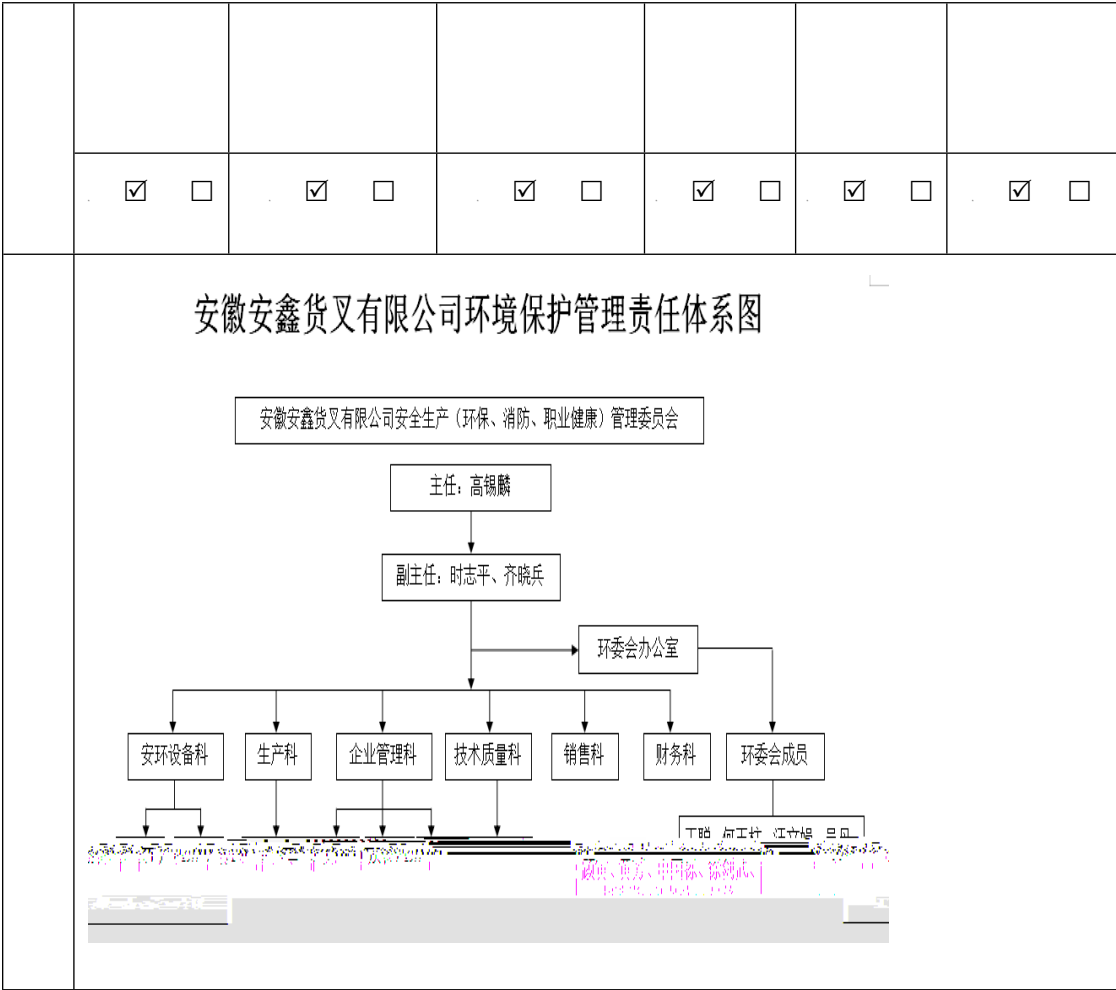 ☑ ☐ ☑ ☐ ☑ ☐ ☑ ☐ ☑ ☐ ☑ ☐
安徽安鑫货叉有限公司环境保护管理责任体系图
安徽安鑫货叉有限公司安全生产（环保、消防、职业健康）管理委员会
主任：高锡麟
副主任：时志平、齐晓兵
环委会办公室
安环设备科 生产科 企业管理科 技术质量科 销售科 财务科 环委会成员